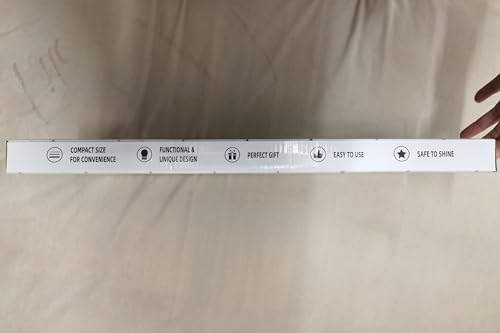 COMPACT SIZE
FOR CONVENIENCE
FUNCTIONAL &
UNIQUE DESIGN
PERFECT GIFT
EASY TO USE
SAFE TO SHINE